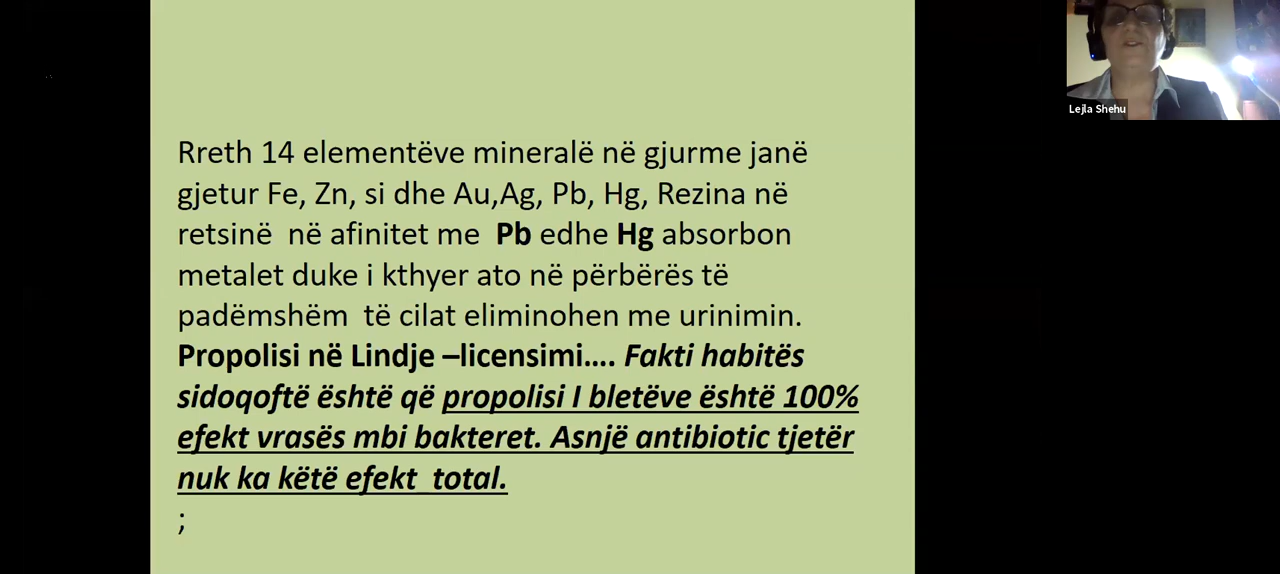 Rreth 14 elementëve mineralë në gjurme janë
gjetur Fe, Zn, si dhe Au,Ag, Pb, Hg, Rezina në
retsinë në afinitet me Pb edhe Hg absorbon
metalet duke i kthyer ato në përbërës të
padëmshëm të cilat eliminohen me urinimin.
Propolisi në Lindje –licensimi.... Fakti habitës
sidoqoftë është që propolisi I bletëve është 100%
efekt vrasës mbi bakteret. Asnjë antibiotic tjetër
nuk ka këtë efekt total.
;
Lejla Shehu